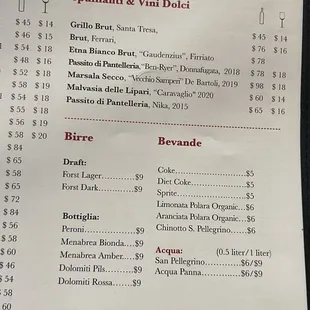 Spumanti & Vini Dolci
$ 45 $ 14
$ 46 $ 15
$ 54 $ 18
$ 48 $ 16
$ 52 $ 18
$ 58 $ 19
$ 54 $ 18
$ 55 $ 18
$ 56 $ 19
$ 58 $ 20
$ 84
$ 65
$ 58
$ 65
$ 72
$ 84
$ 56
$ 58
$ 60
$ 46
$ 54
$ 58
60
Grillo Brut, Santa Tresa, $ 45 $ 14
Brut, Ferrari, $ 76 $ 16
Etna Bianco Brut, "Gaudenzius", Firriato $ 78
Passito di Pantelleria, "Ben-Ryer", Donnafugata, 2018 $ 78 $ 18
Marsala Secco, "Vecchio Samperi" De Bartoli, 2019 $ 98 $ 18
Malvasia delle Lipari, "Caravaglio" 2020 $ 60 $ 14
Passito di Pantelleria, Nika, 2015 $ 65 $ 16
Birre
Draft:
Forst Lager..........$9
Forst Dark...........$9
Bottiglia:
Peroni................$9
Menabrea Bionda....$9
Menabrea Amber.....$9
Dolomiti Pils..........$9
Dolomiti Rossa.......$9
Bevande
Coke........................$5
Diet Coke..................$5
Sprite.......................$5
Limonata Polara Organic...$6
Aranciata Polara Organic...$6
Chinotto S. Pellegrino......$6
Acqua: (0.5 liter/1 liter)
San Pellegrino..............$6/$9
Acqua Panna...............$6/$9